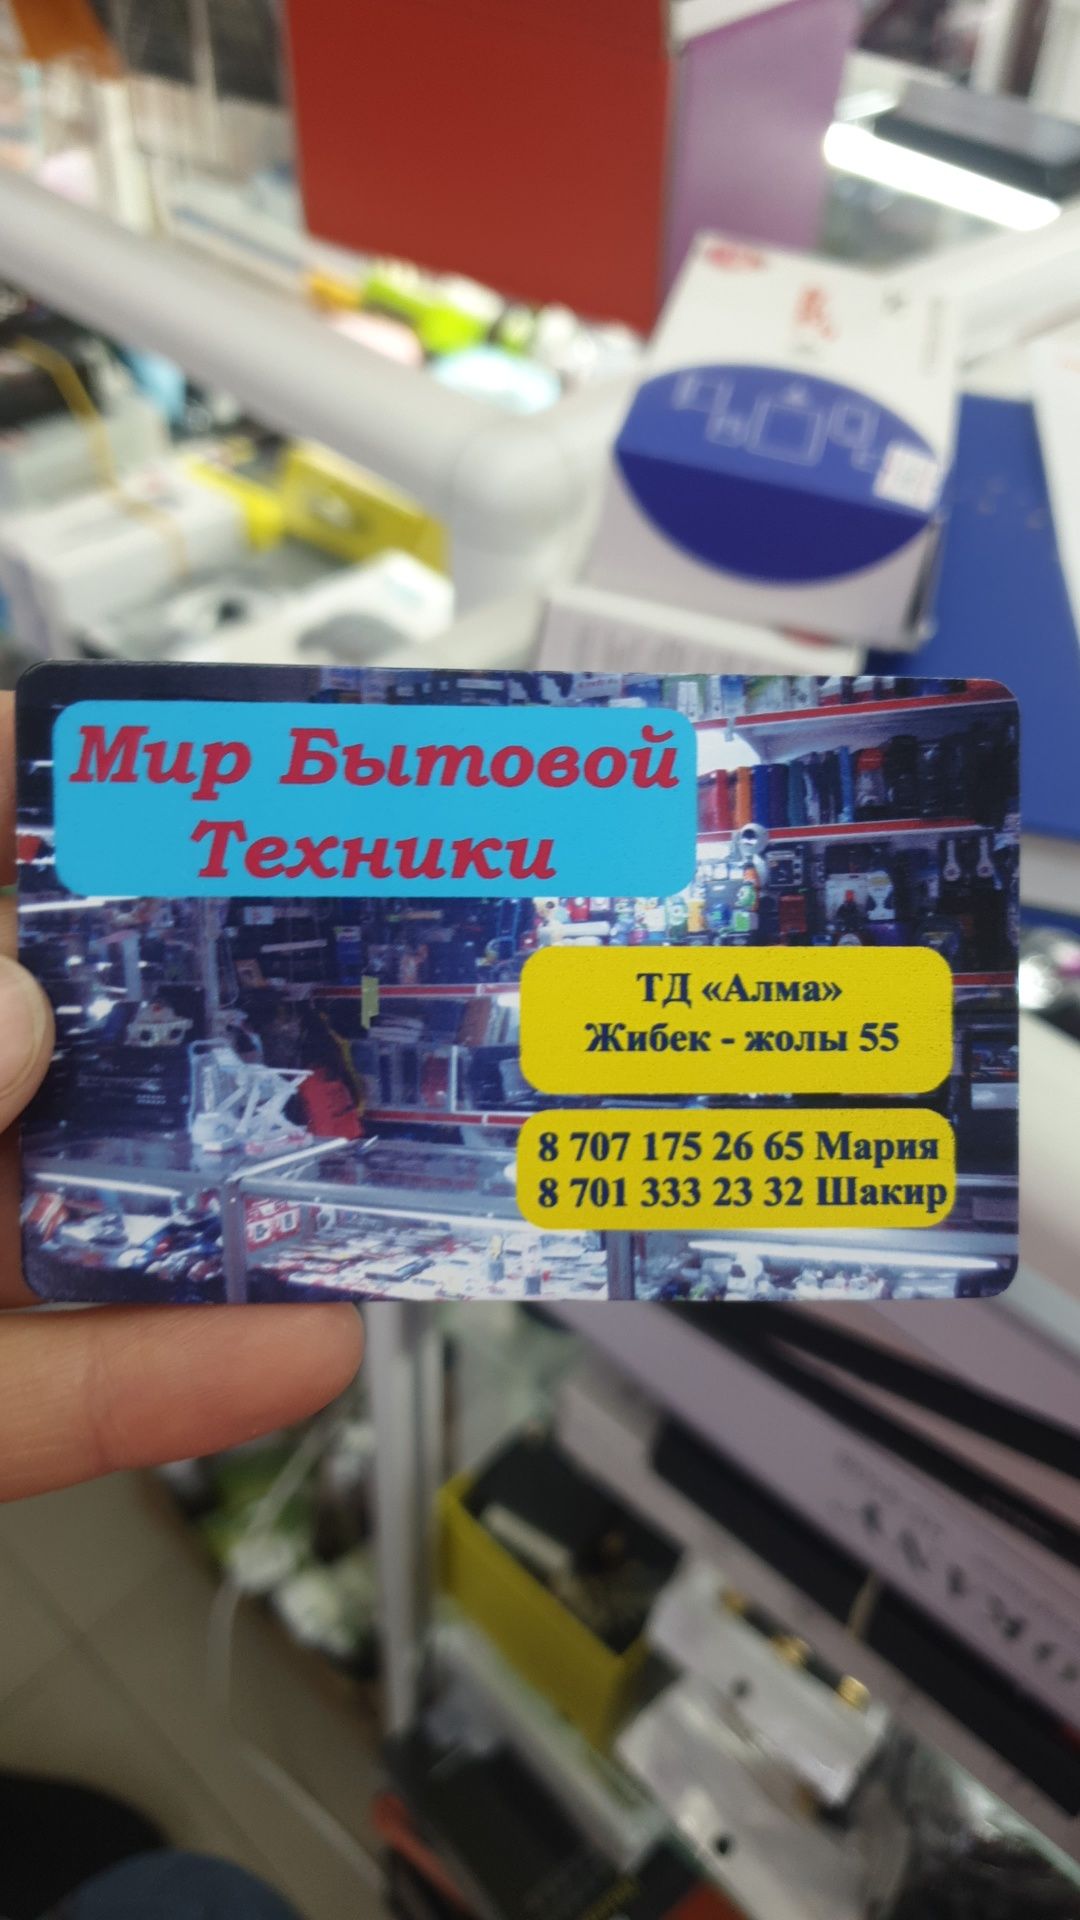 Мир Бытовой
Техники
ТД «Алма»
Жибек - жолы 55
8 707 175 26 65 Мария
8 701 333 23 32 Шакир